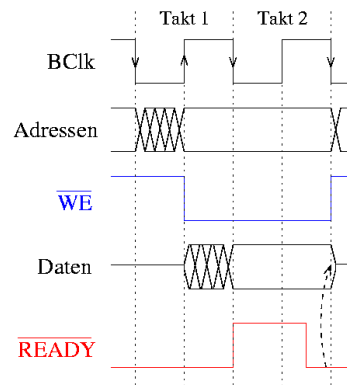 Takt 1 Takt 2
BClk
Adressen
WE
Daten
READY